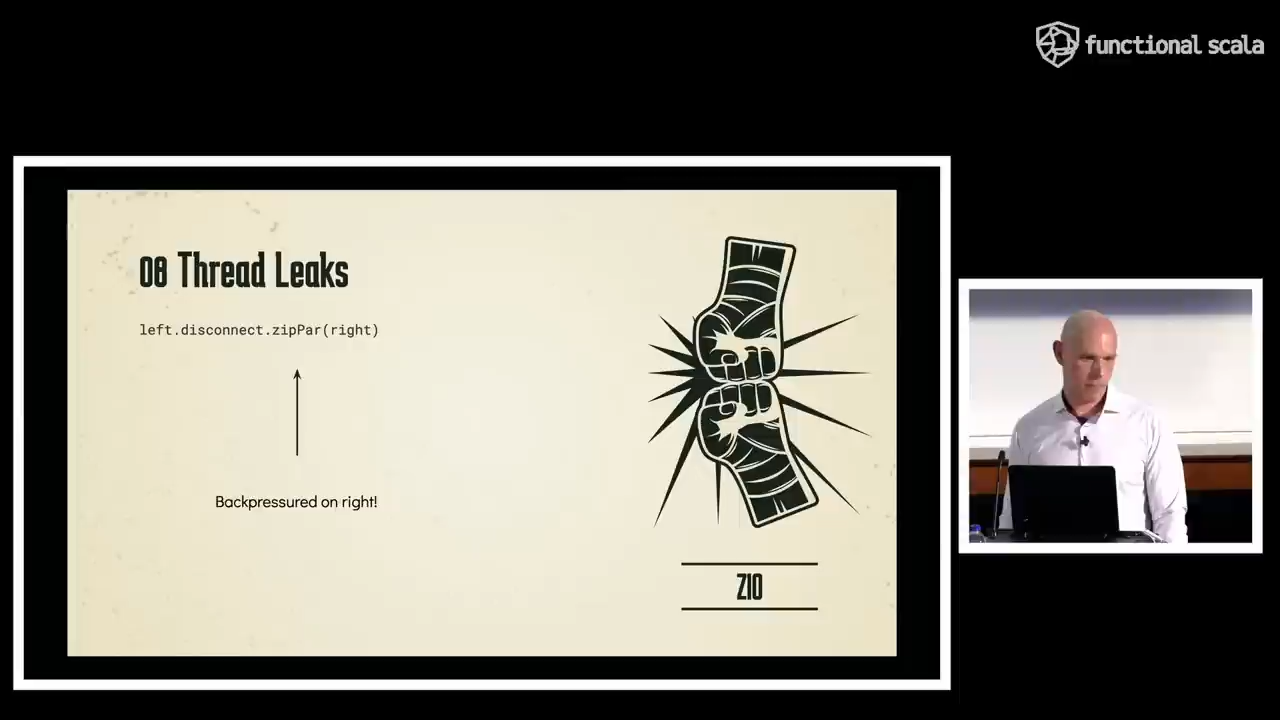 functional scala
08 Thread Leaks
left.disconnect.zipPar(right)
Backpressured on right!
ZIO